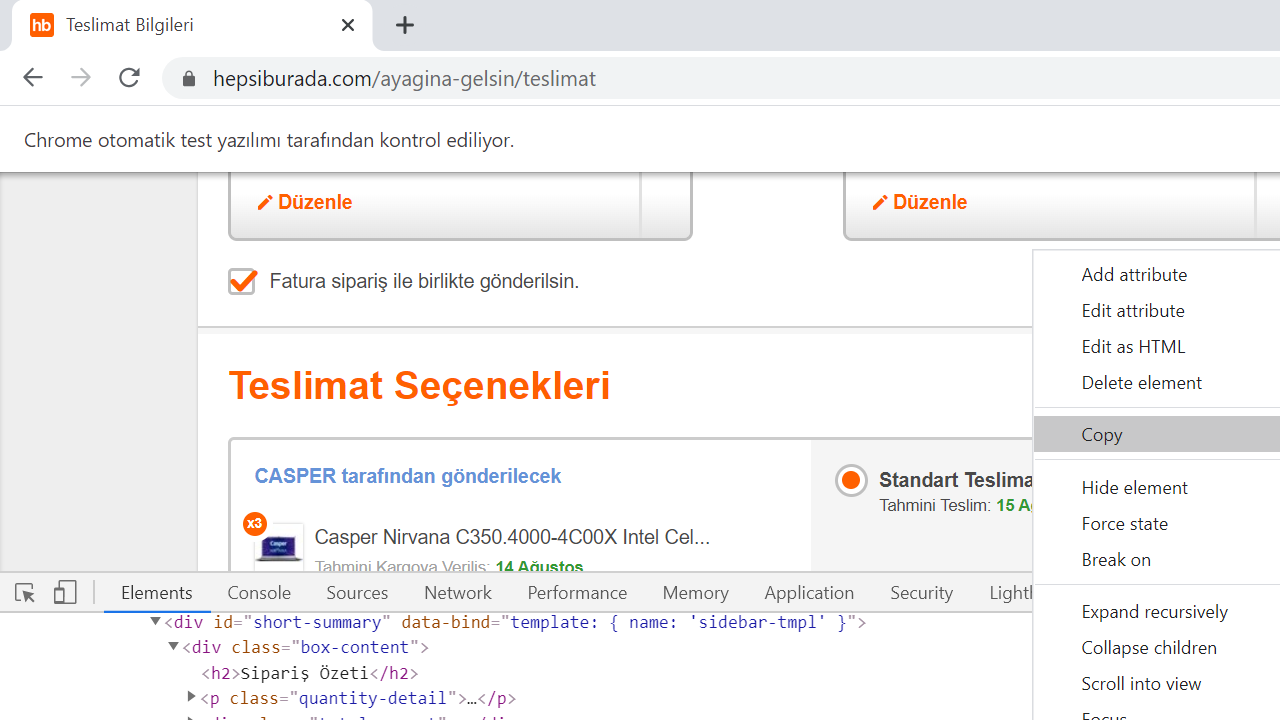 hb Teslimat Bilgileri
hepsiburada.com/ayagina-gelsin/teslimat
Chrome otomatik test yazılımı tarafından kontrol ediliyor.
Düzenle
Düzenle
Fatura sipariş ile birlikte gönderilsin.
Teslimat Seçenekleri
CASPER tarafından gönderilecek
x3
Casper Nirvana C350.4000-4C00X Intel Cel...
Tahmini Kargoya Veriliş: 14 Ağustos
Standart Teslima
Tahmini Teslim: 15 Ağ
Add attribute
Edit attribute
Edit as HTML
Delete element
Copy
Hide element
Force state
Break on
Expand recursively
Collapse children
Scroll into view
Focus
Elements Console Sources Network Performance Memory Application Security Lighth
<div id="short-summary" data-bind="template: { name: 'sidebar-tmpl' }">
<div class="box-content">
<h2>Sipariş Özeti</h2>
<p class="quantity-detail">…</p>